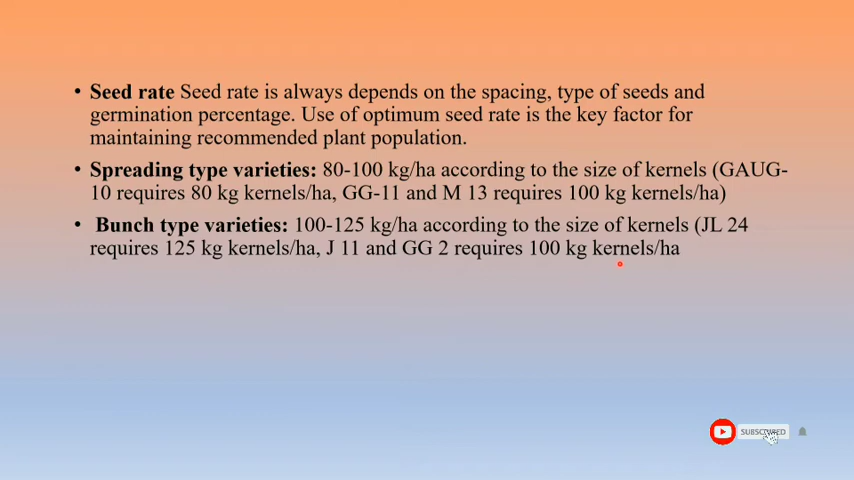 • Seed rate Seed rate is always depends on the spacing, type of seeds and
germination percentage. Use of optimum seed rate is the key factor for
maintaining recommended plant population.
• Spreading type varieties: 80-100 kg/ha according to the size of kernels (GAUG-
10 requires 80 kg kernels/ha, GG-11 and M 13 requires 100 kg kernels/ha)
• Bunch type varieties: 100-125 kg/ha according to the size of kernels (JL 24
requires 125 kg kernels/ha, J 11 and GG 2 requires 100 kg kernels/ha
SUBSCRIBED